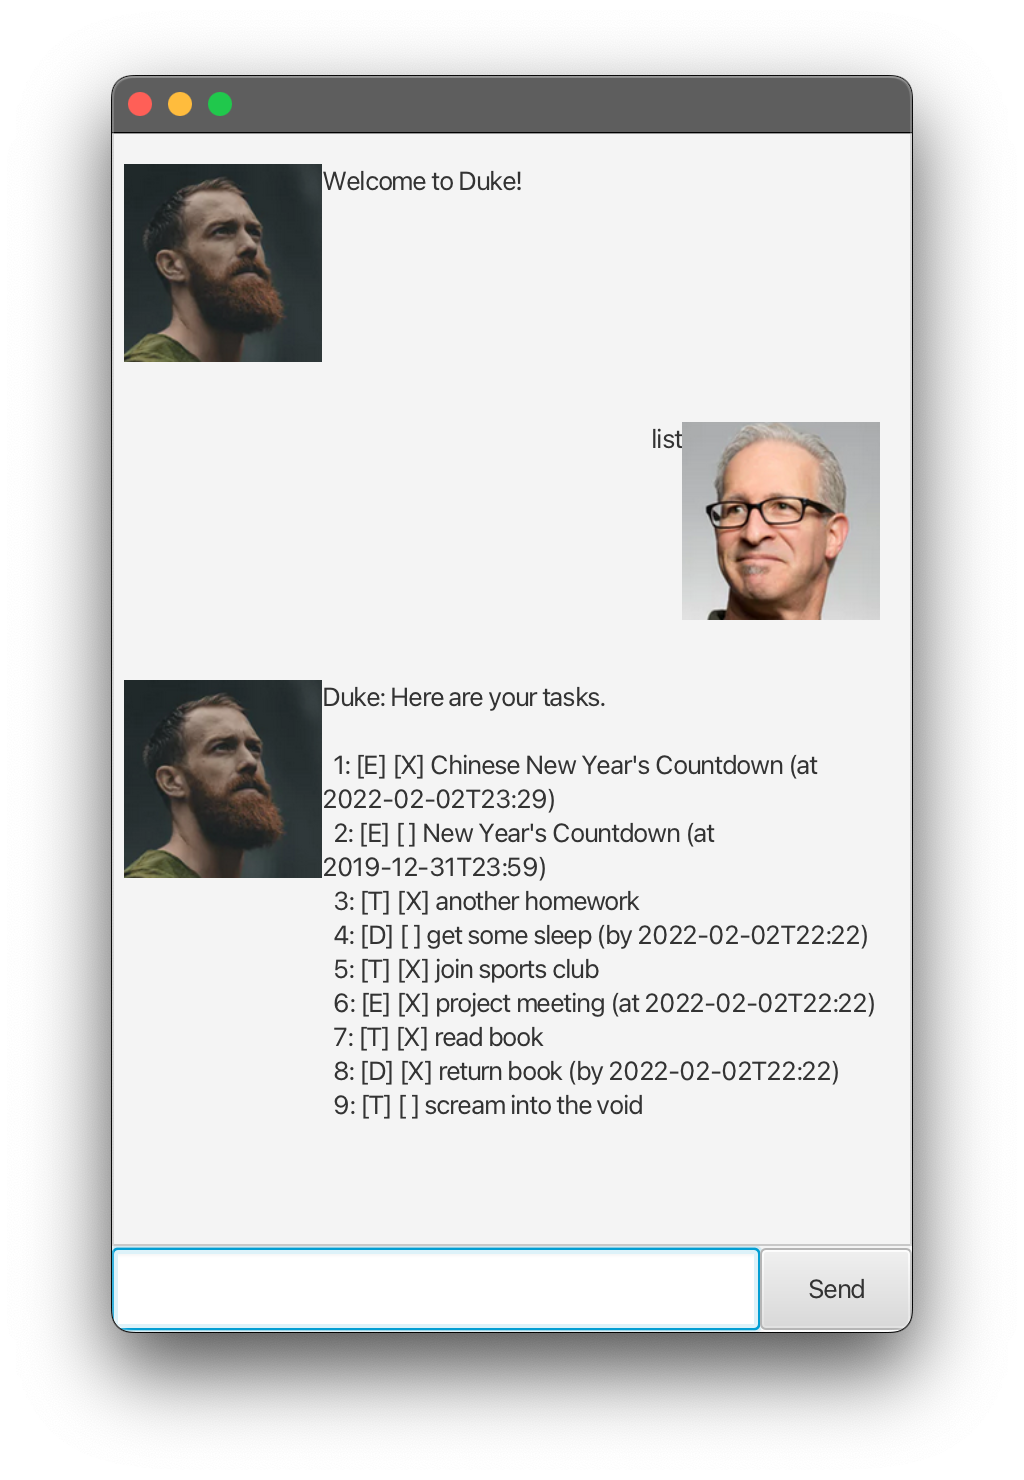 Welcome to Duke!
list
Duke: Here are your tasks.
1: [E] [X] Chinese New Year's Countdown (at
2022-02-02T23:29)
2: [E] [ ] New Year's Countdown (at
2019-12-31T23:59)
3: [T] [X] another homework
4: [D] [ ] get some sleep (by 2022-02-02T22:22)
5: [T] [X] join sports club
6: [E] [X] project meeting (at 2022-02-02T22:22)
7: [T] [X] read book
8: [D] [X] return book (by 2022-02-02T22:22)
9: [T] [ ] scream into the void
Send